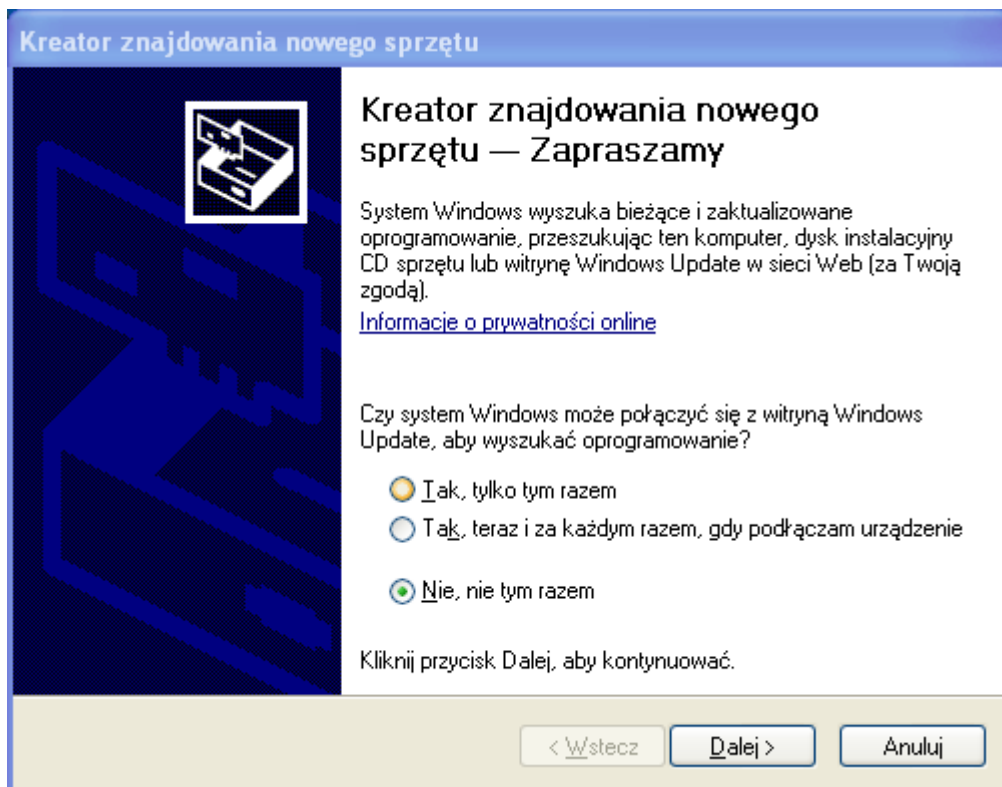 Kreator znajdowania nowego sprzętu
Kreator znajdowania nowego
sprzętu — Zapraszamy
System Windows wyszuka bieżące i zaktualizowane
oprogramowanie, przeszukując ten komputer, dysk instalacyjny
CD sprzętu lub witrynę Windows Update w sieci Web (za Twoją
zgodą).
Informacje o prywatności online
Czy system Windows może połączyć się z witryną Windows
Update, aby wyszukać oprogramowanie?
Tak, tylko tym razem
Tak, teraz i za każdym razem, gdy podłączam urządzenie
Nie, nie tym razem
Kliknij przycisk Dalej, aby kontynuować.
< Wstecz Dalej > Anuluj